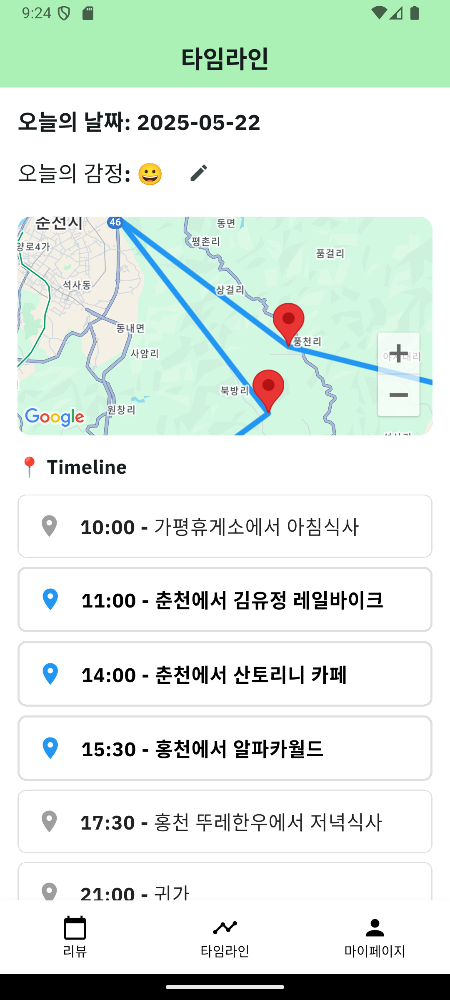 9:24
타임라인
오늘의 날짜: 2025-05-22
오늘의 감정: 😀
춘천시
46
동면
평촌리
양로4가
품걸리
석사동
상걸리
동내면
풍천리
사암리
북방리
원창리
Google
📍 Timeline
10:00 - 가평휴게소에서 아침식사
11:00 - 춘천에서 김유정 레일바이크
14:00 - 춘천에서 산토리니 카페
15:30 - 홍천에서 알파카월드
17:30 - 홍천 뚜레한우에서 저녁식사
21:00 - 귀가
리뷰
타임라인
마이페이지